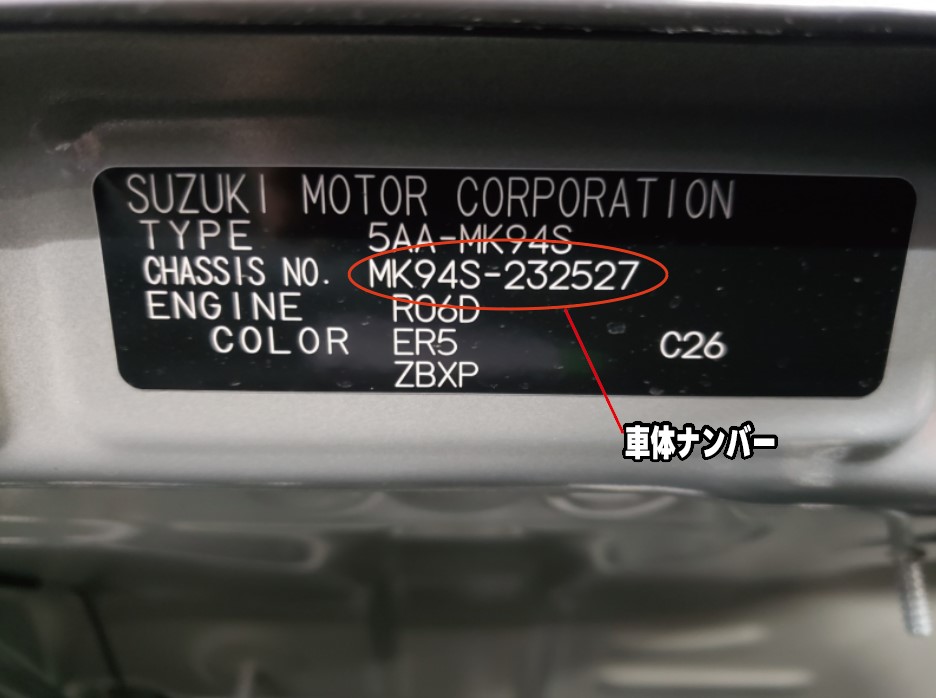 SUZUKI MOTOR CORPORATION
TYPE 5AA-MK94S
CHASSIS NO. MK94S-232527
ENGINE R06D
COLOR ER5 C26
ZBXP
車体ナンバー